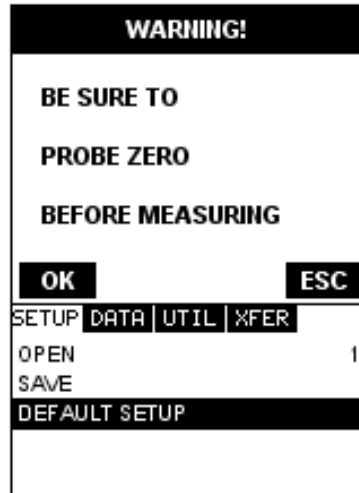 WARNING!
BE SURE TO
PROBE ZERO
BEFORE MEASURING
OK ESC
SETUP DATA UTIL XFER
OPEN 1
SAVE
DEFAULT SETUP